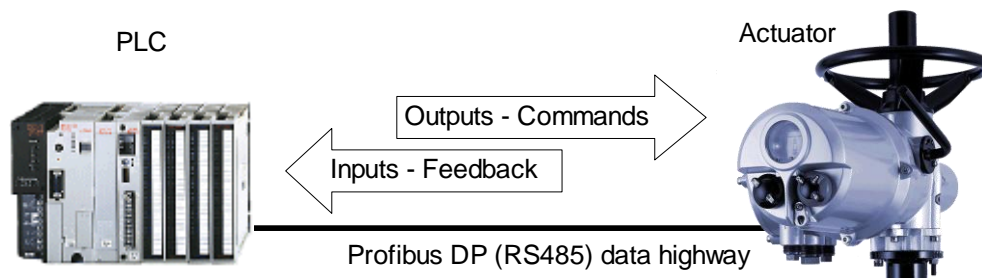 PLC
Actuator
Outputs - Commands
Inputs - Feedback
Profibus DP (RS485) data highway